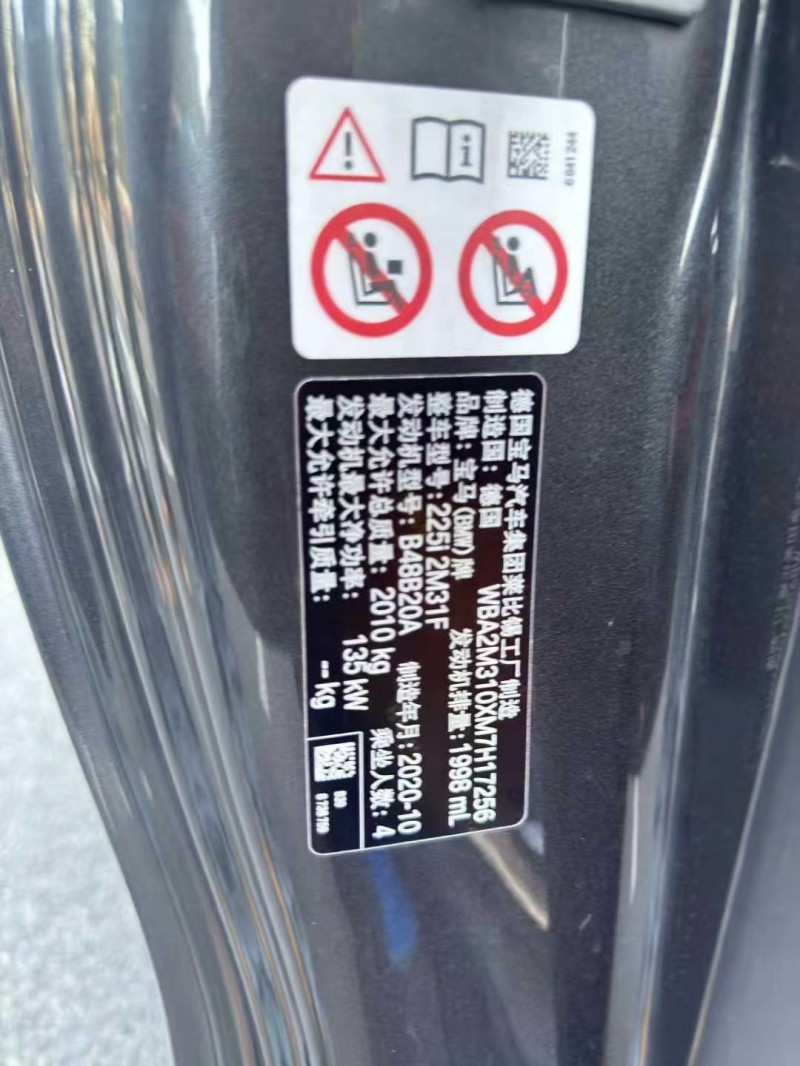 6 841 244
德国宝马汽车集团莱比锡工厂制造
制造国：德国 WBA2M310XM7H17256
品牌：宝马(BMW)牌 发动机排量：1998 mL
整车型号：225i 2M31F
发动机型号：B48B20A 制造年月：2020-10
最大允许总质量：2010 kg 乘坐人数：4
发动机最大净功率：135 kW
最大允许牵引质量：-- kg